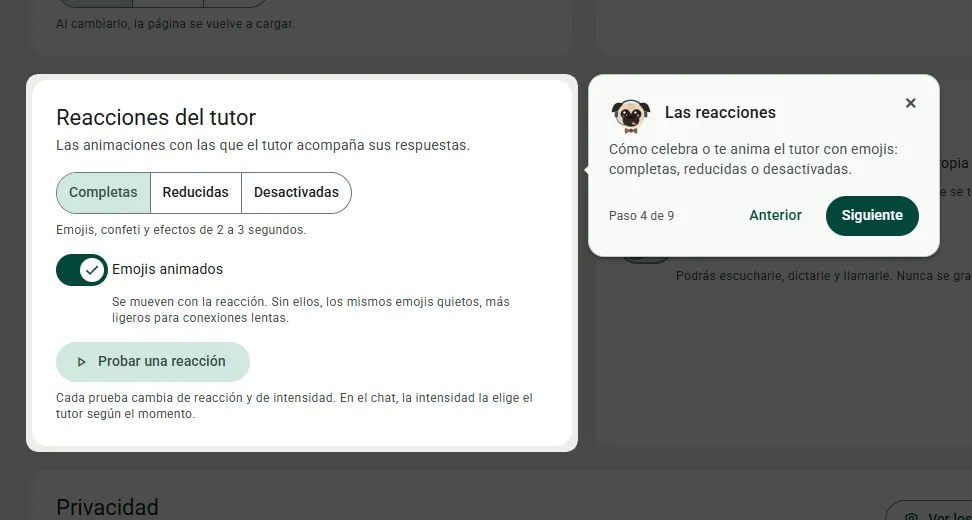 Al cambiarlo, la página se vuelve a cargar.
Reacciones del tutor
Las animaciones con las que el tutor acompaña sus respuestas.
Completas
Reducidas
Desactivadas
Emojis, confeti y efectos de 2 a 3 segundos.
Emojis animados
Se mueven con la reacción. Sin ellos, los mismos emojis quietos, más
ligeros para conexiones lentas.
Probar una reacción
Cada prueba cambia de reacción y de intensidad. En el chat, la intensidad la elige el
tutor según el momento.
Las reacciones
Cómo celebra o te anima el tutor con emojis:
completas, reducidas o desactivadas.
Paso 4 de 9
Anterior
Siguiente
Podrás escucharle, dictarle y llamarle. Nunca se
Privacidad
Ver